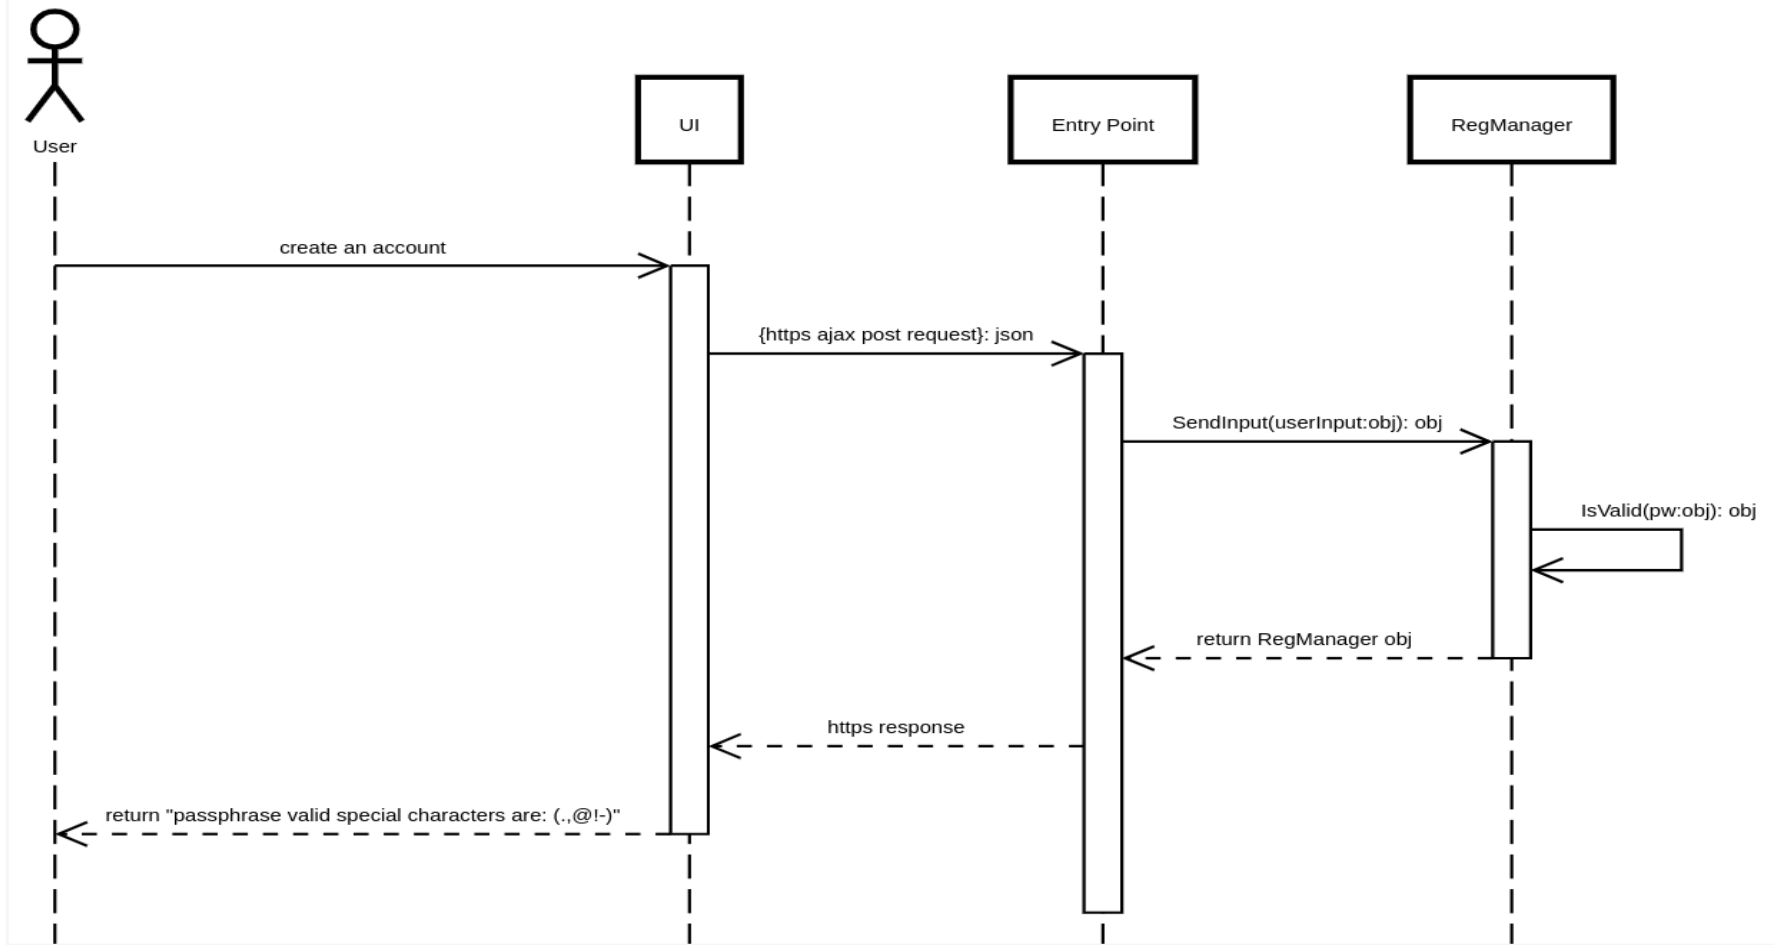 User
UI
Entry Point
RegManager
create an account
{https ajax post request}: json
SendInput(userInput:obj): obj
IsValid(pw:obj): obj
return RegManager obj
https response
return "passphrase valid special characters are: (.,@!-)"